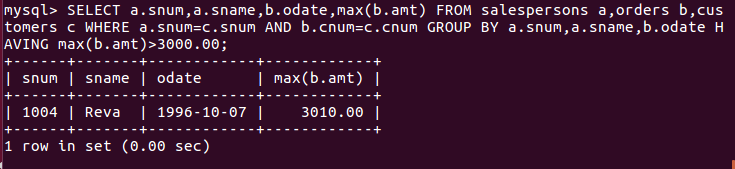 mysql> SELECT a.snum,a.sname,b.odate,max(b.amt) FROM salespersons a,orders b,cus
tomers c WHERE a.snum=c.snum AND b.cnum=c.cnum GROUP BY a.snum,a.sname,b.odate H
AVING max(b.amt)>3000.00;
+------+-------+------------+------------+
| snum | sname | odate      | max(b.amt) |
+------+-------+------------+------------+
| 1004 | Reva  | 1996-10-07 |    3010.00 |
+------+-------+------------+------------+
1 row in set (0.00 sec)